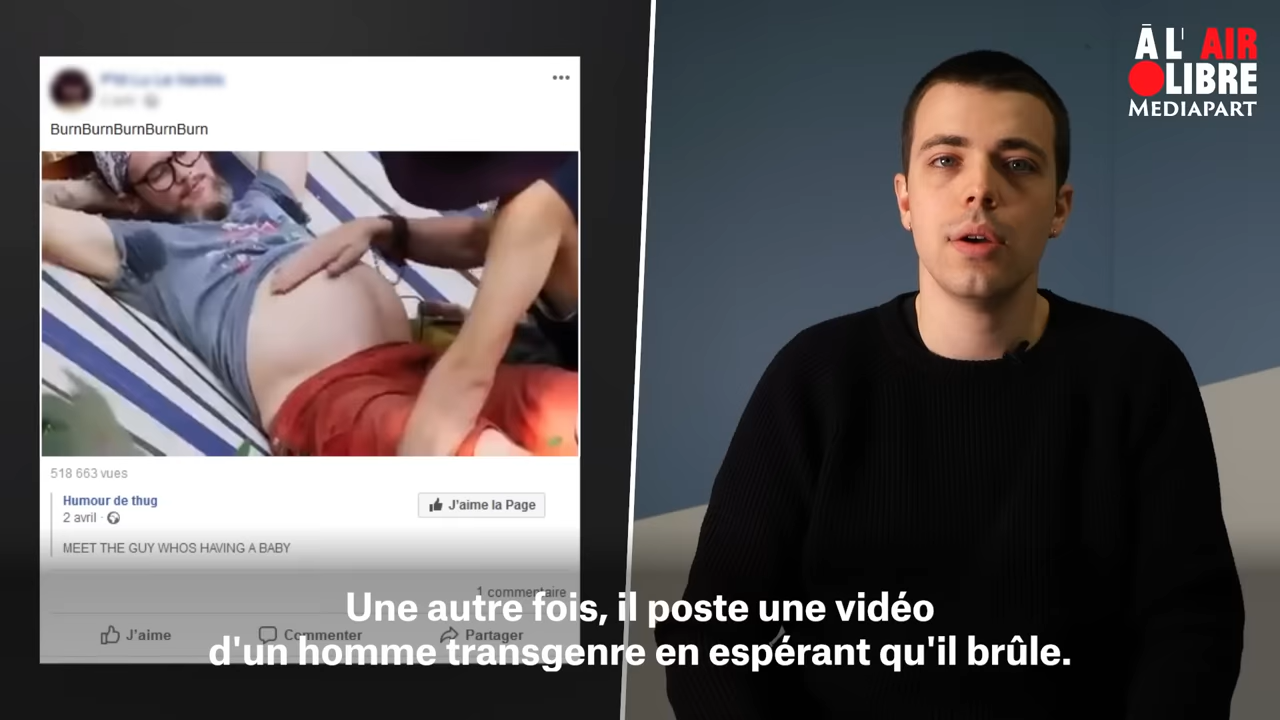 BurnBurnBurnBurnBurn
518 663 vues
Humour de thug
J'aime la Page
2 avril
MEET THE GUY WHOS HAVING A BABY
1 commentaire
J'aime
Commenter
Partager
Une autre fois, il poste une vidéo
d'un homme transgenre en espérant qu'il brûle.
À L' AIR
LIBRE
MEDIAPART